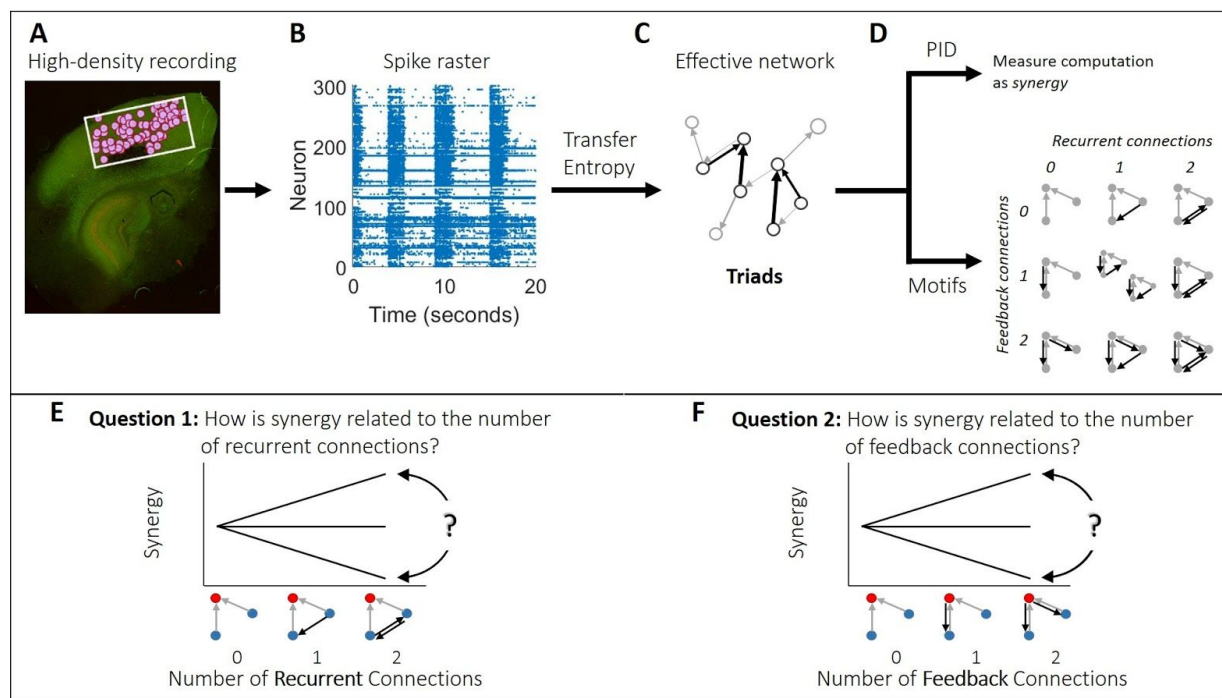 A
High-density recording
B
Spike raster
Neuron
300
200
100
0
0
10
20
Time (seconds)
Transfer
Entropy
C
Effective network
Triads
D
PID
Measure computation
as synergy
Motifs
Recurrent connections
0
1
2
Feedback connections
0
1
2
E
Question 1: How is synergy related to the number
of recurrent connections?
Synergy
?
0
1
2
Number of Recurrent Connections
F
Question 2: How is synergy related to the number
of feedback connections?
Synergy
?
0
1
2
Number of Feedback Connections